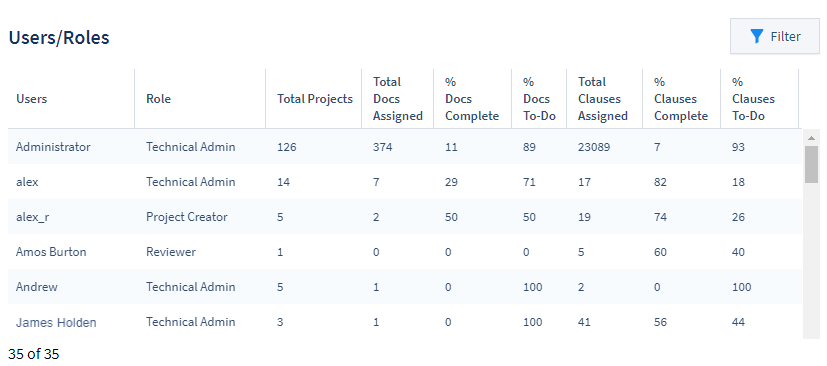 Users/Roles
Filter
Users Role Total Projects Total Docs Assigned % Docs Complete % Docs To-Do Total Clauses Assigned % Clauses Complete % Clauses To-Do
Administrator Technical Admin 126 374 11 89 23089 7 93
alex Technical Admin 14 7 29 71 17 82 18
alex_r Project Creator 5 2 50 50 19 74 26
Amos Burton Reviewer 1 0 0 0 5 60 40
Andrew Technical Admin 5 1 0 100 2 0 100
James Holden Technical Admin 3 1 0 100 41 56 44
35 of 35